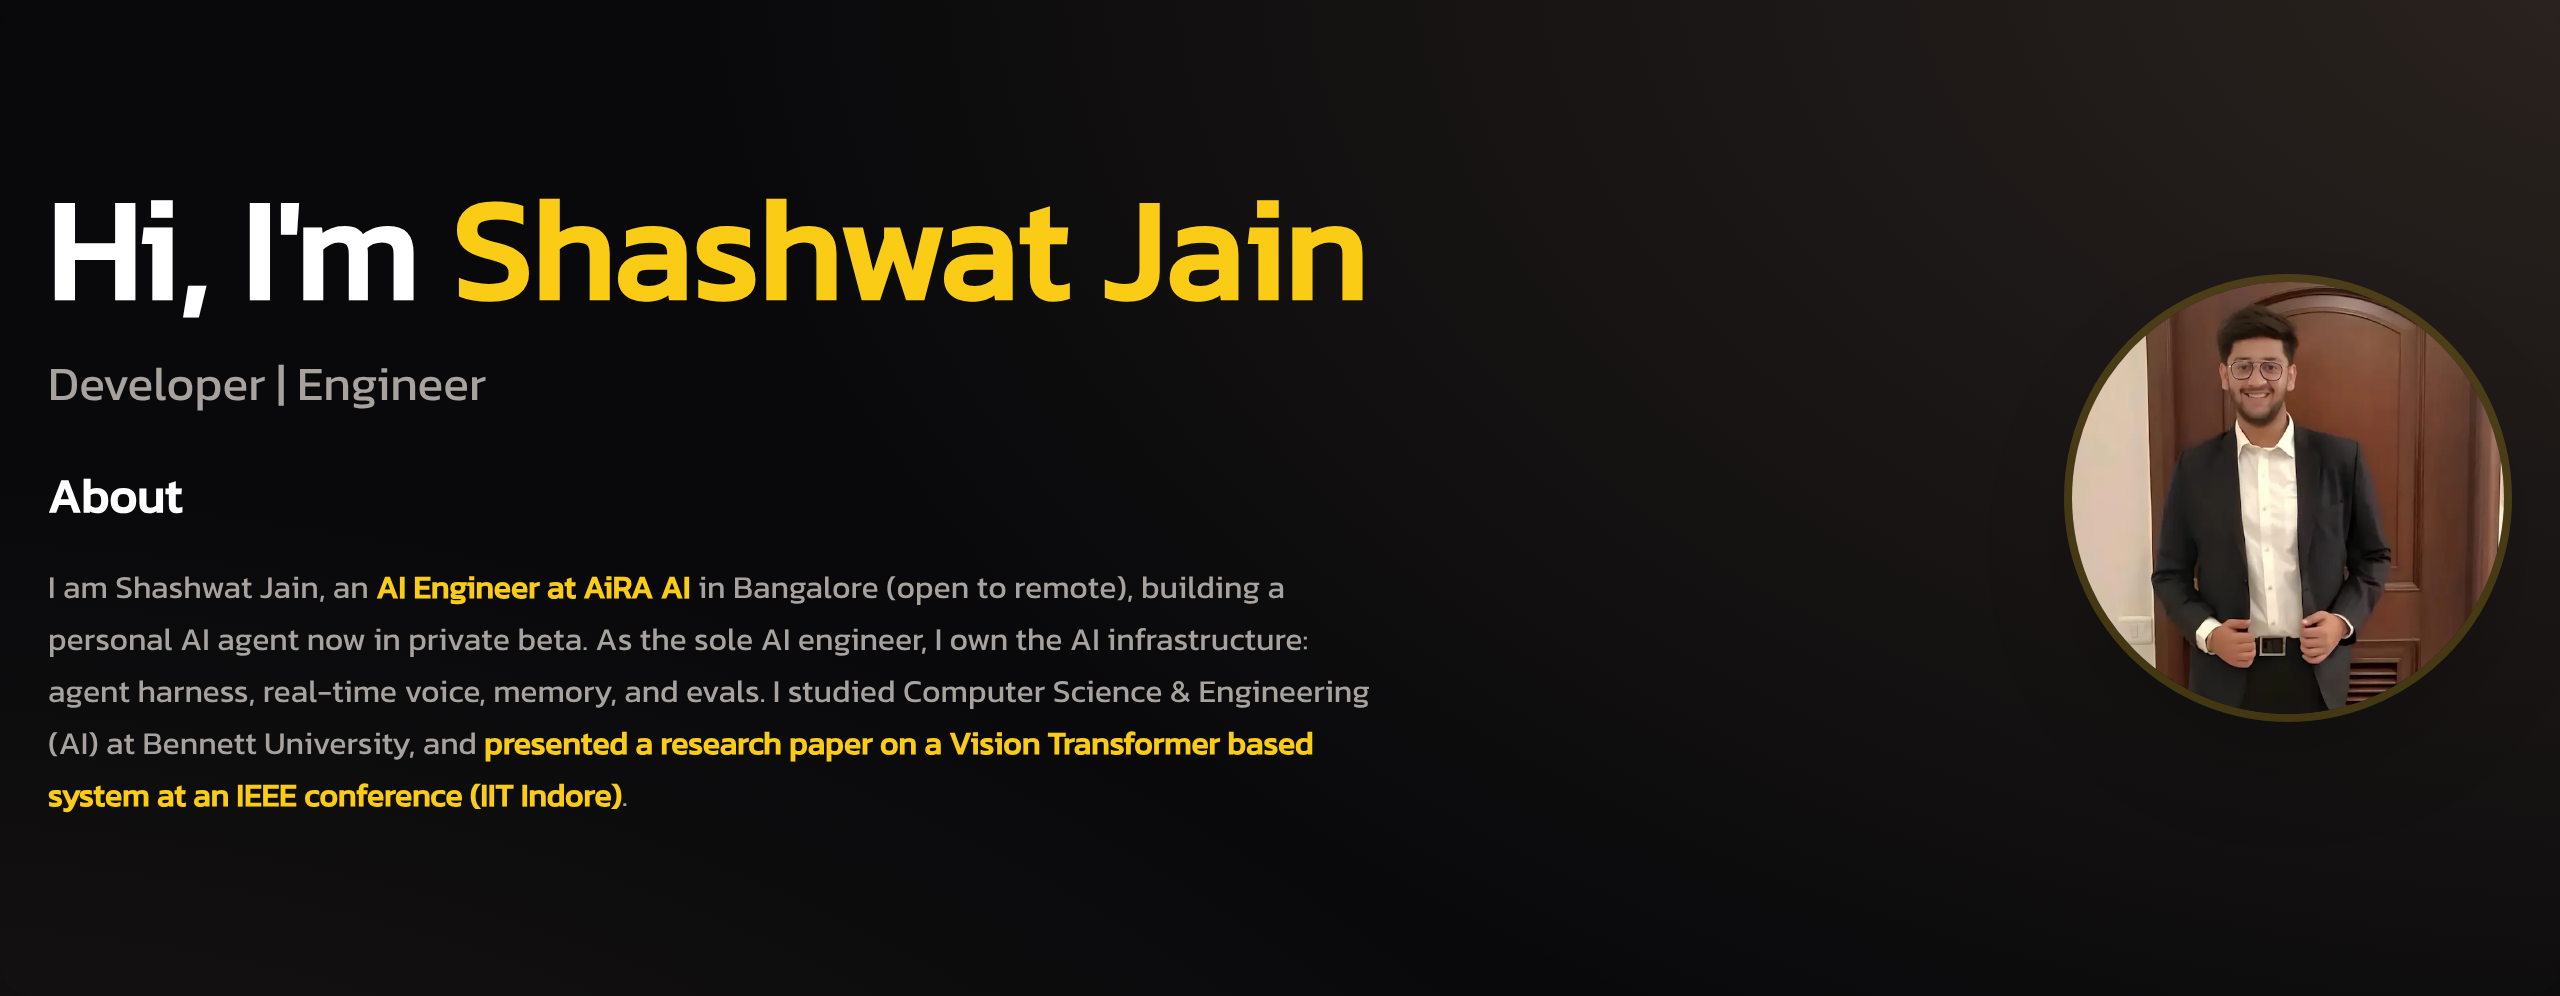 Hi, I'm Shashwat Jain
Developer | Engineer
About
I am Shashwat Jain, an AI Engineer at AiRA AI in Bangalore (open to remote), building a
personal AI agent now in private beta. As the sole AI engineer, I own the AI infrastructure:
agent harness, real-time voice, memory, and evals. I studied Computer Science & Engineering
(AI) at Bennett University, and presented a research paper on a Vision Transformer based
system at an IEEE conference (IIT Indore).